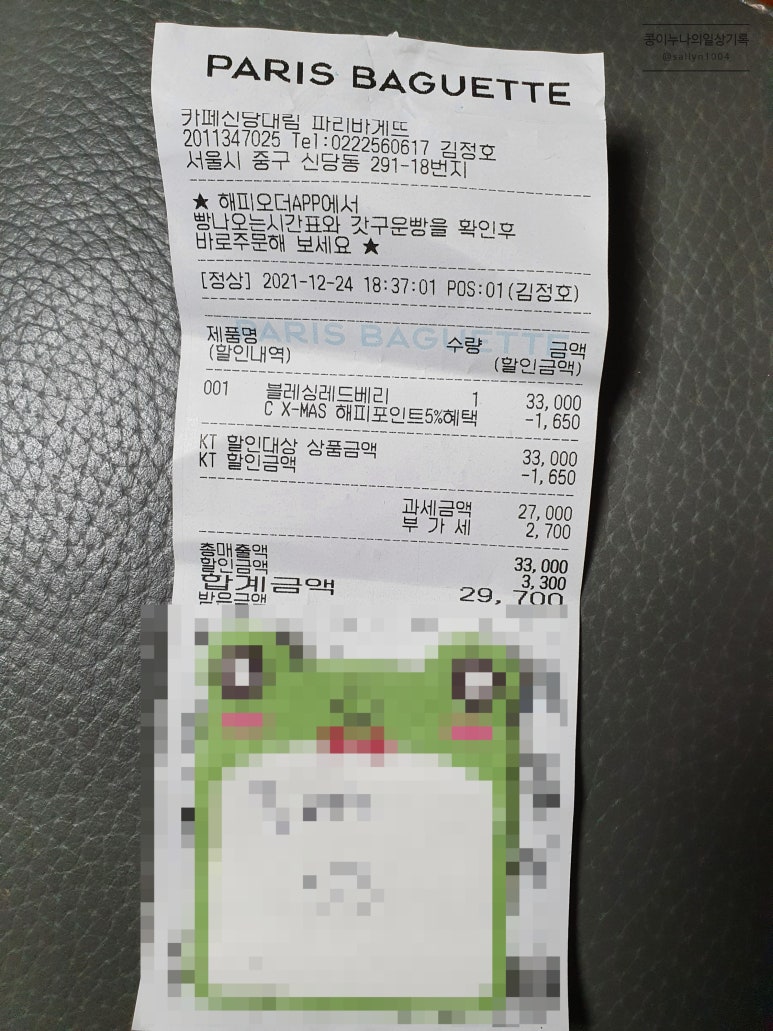 콩이누나의일상기록
@sallyn1004
PARIS BAGUETTE
카페신당대림 파리바게뜨
2011347025 Tel:0222560617 김정호
서울시 중구 신당동 291-18번지
★ 해피오더APP에서
빵나오는시간표와 갓구운빵을 확인후
바로주문해 보세요 ★
[정상] 2021-12-24 18:37:01 POS:01(김정호)
PARIS BAGUETTE
제품명 수량 금액
(할인내역) (할인금액)
001 블레싱레드베리 1 33,000
C X-MAS 해피포인트5%혜택 -1,650
KT 할인대상 상품금액 33,000
KT 할인금액 -1,650
과세금액 27,000
부 가 세 2,700
총매출액 33,000
할인금액 3,300
합계금액 29,700
받은금액